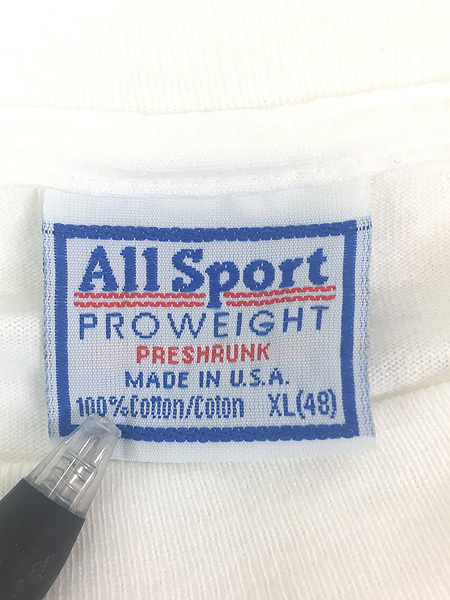 All Sport
PROWEIGHT
PRESHRUNK
MADE IN U.S.A.
100% Cotton/Coton XL(48)